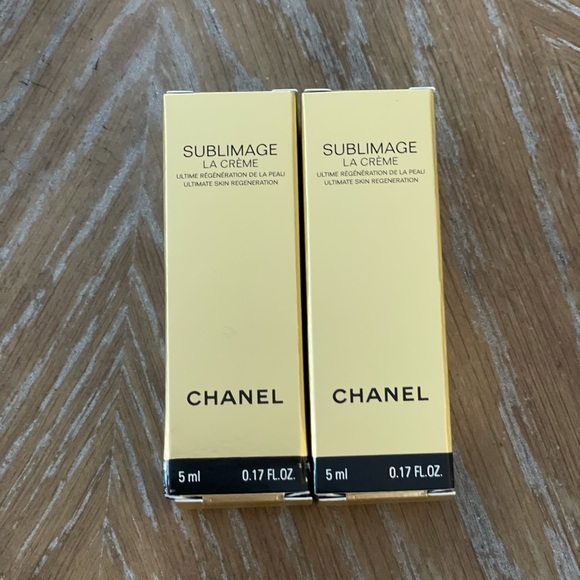 SUBLIMAGE
LA CRÈME
ULTIME RÉGÉNÉRATION DE LA PEAU
ULTIMATE SKIN REGENERATION
CHANEL
5 ml 0.17 FL.OZ.
SUBLIMAGE
LA CRÈME
ULTIME RÉGÉNÉRATION DE LA PEAU
ULTIMATE SKIN REGENERATION
CHANEL
5 ml 0.17 FL.OZ.